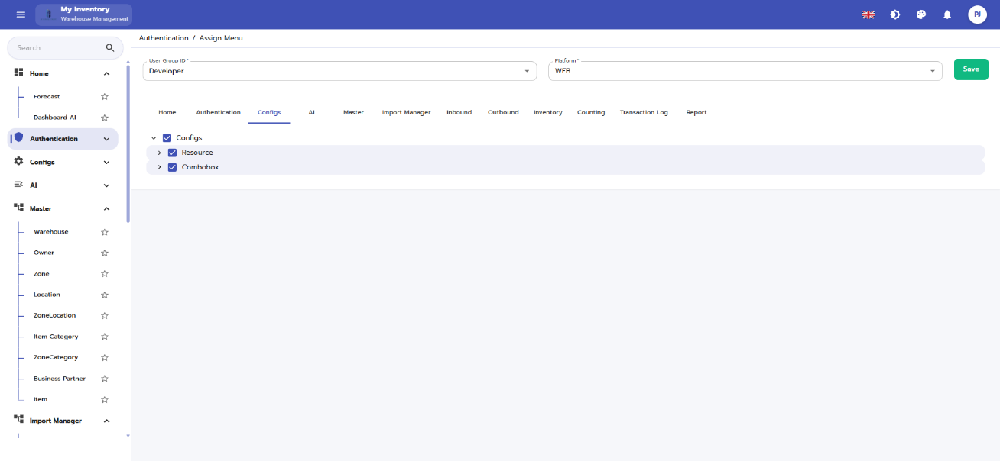 My Inventory
Warehouse Management
PJ
Search
Home
Forecast
Dashboard AI
Authentication
Configs
AI
Master
Warehouse
Owner
Zone
Location
ZoneLocation
Item Category
ZoneCategory
Business Partner
Item
Import Manager
Authentication / Assign Menu
User Group ID *
Developer
Platform *
WEB
Save
Home Authentication Configs AI Master Import Manager Inbound Outbound Inventory Counting Transaction Log Report
Configs
Resource
Combobox